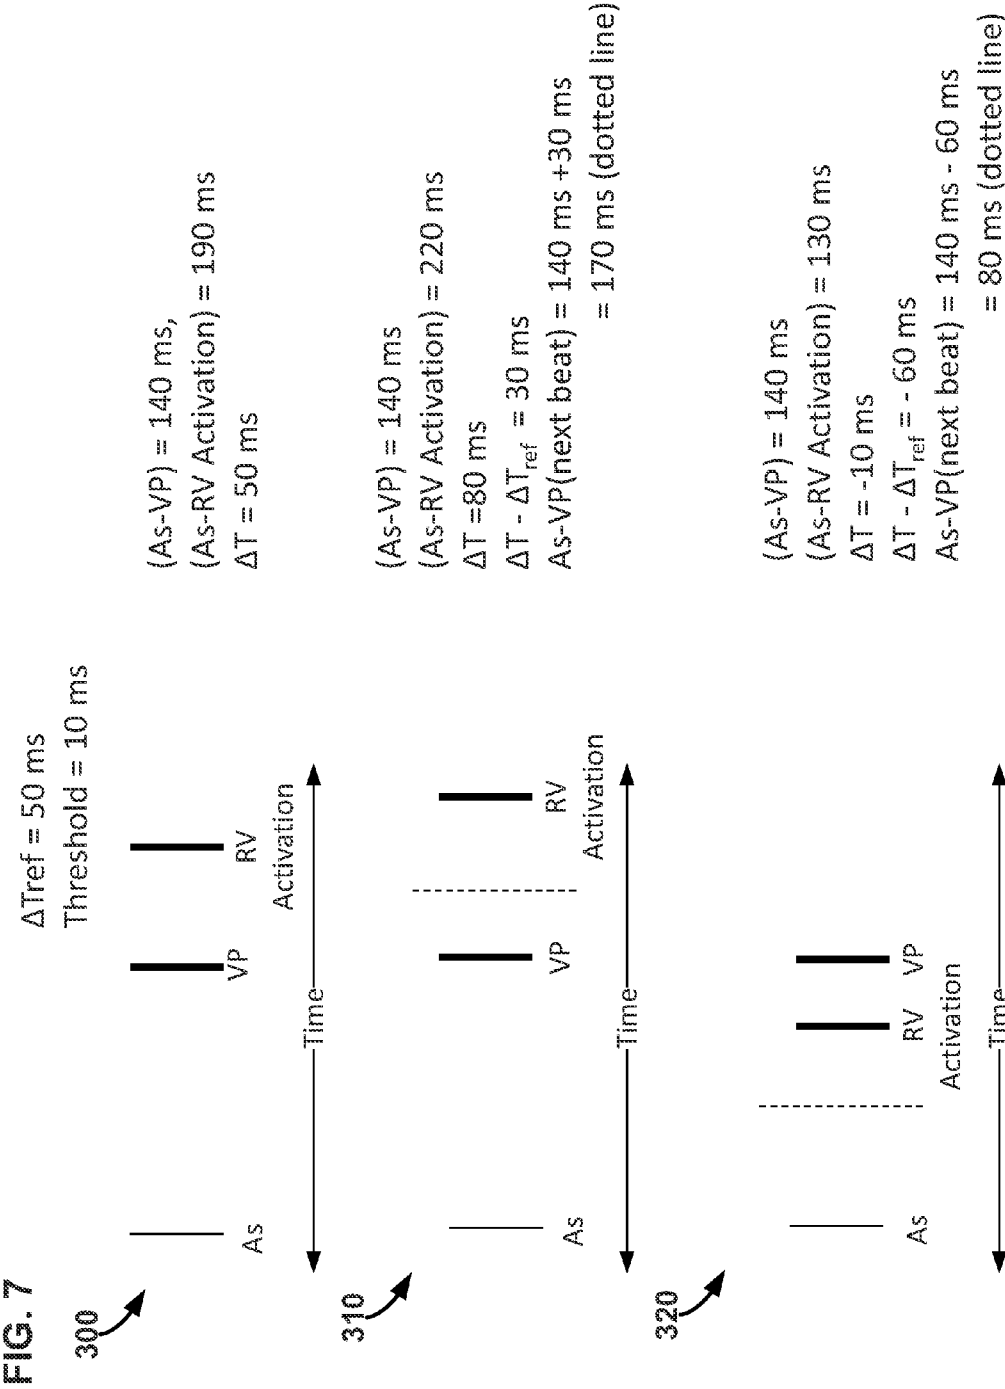 FIG. 7
ΔTref = 50 ms
Threshold = 10 ms
300
As
VP
RV
Activation
Time
(As-VP) = 140 ms,
(As-RV Activation) = 190 ms
ΔT = 50 ms
310
As
VP
RV
Activation
Time
(As-VP) = 140 ms
(As-RV Activation) = 220 ms
ΔT =80 ms
ΔT - ΔTref = 30 ms
As-VP(next beat) = 140 ms +30 ms
= 170 ms (dotted line)
320
As
RV
Activation
VP
Time
(As-VP) = 140 ms
(As-RV Activation) = 130 ms
ΔT = -10 ms
ΔT - ΔTref = - 60 ms
As-VP(next beat) = 140 ms - 60 ms
= 80 ms (dotted line)